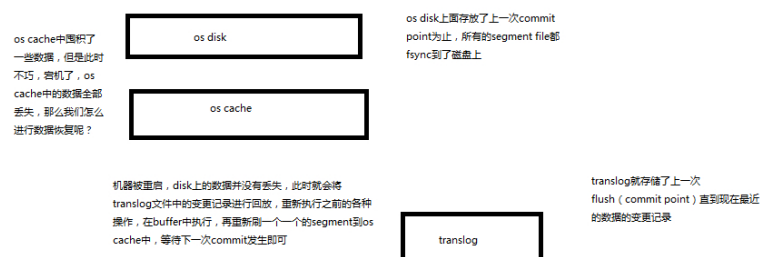 os cache中囤积了
一些数据，但是此时
不巧，宕机了，os
cache中的数据全部
丢失，那么我们怎么
进行数据恢复呢？
os disk
os cache
os disk上面存放了上一次commit
point为止，所有的segment file都
fsync到了磁盘上
机器被重启，disk上的数据并没有丢失，此时就会将
translog文件中的变更记录进行回放，重新执行之前的各种
操作，在buffer中执行，再重新刷一个一个的segment到os
cache中，等待下一次commit发生即可
translog
translog就存储了上一次
flush（commit point）直到现在最近
的数据的变更记录